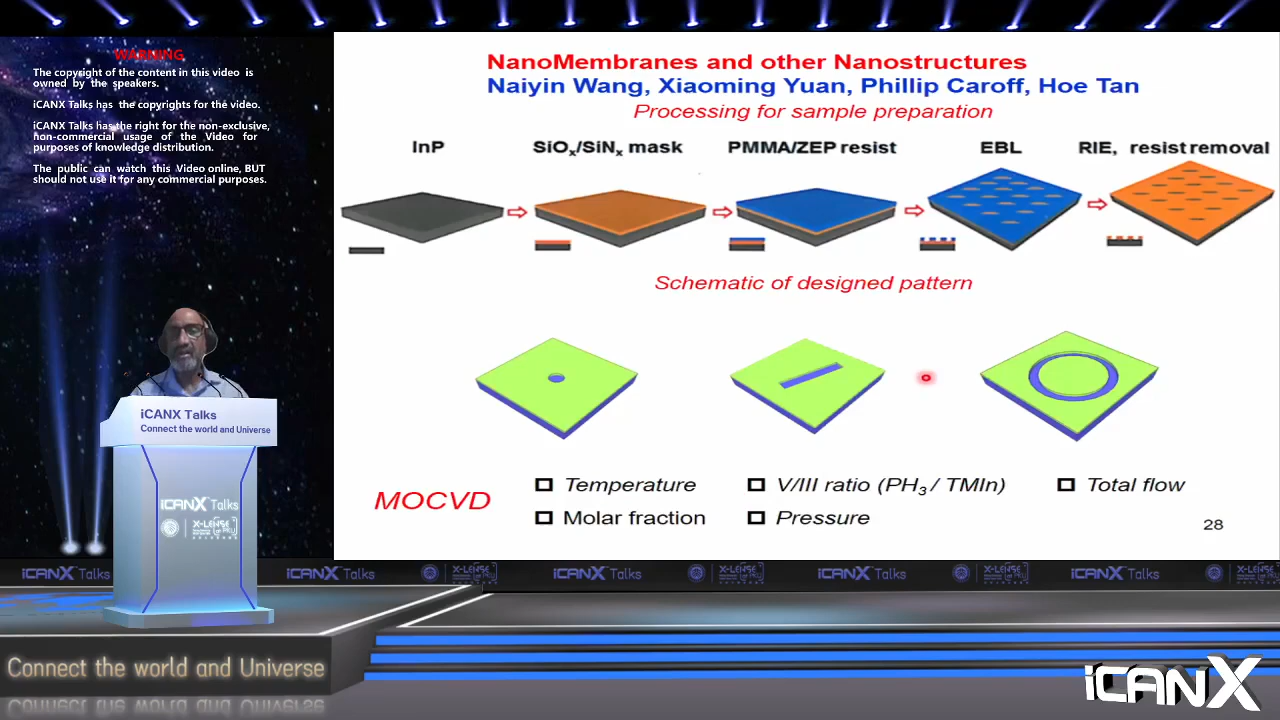 WARNING
The copyright of the content in this video is
owned by the speakers.
iCANX Talks has the copyrights for the video.
iCANX Talks has the right for the non-exclusive,
non-commercial usage of the Video for
purposes of knowledge distribution.
The public can watch this Video online, BUT
should not use it for any commercial purposes.
NanoMembranes and other Nanostructures
Naiyin Wang, Xiaoming Yuan, Phillip Caroff, Hoe Tan
Processing for sample preparation
InP
SiOx/SiNx mask
PMMA/ZEP resist
EBL
RIE, resist removal
Schematic of designed pattern
MOCVD
Temperature
V/III ratio (PH3 / TMIn)
Total flow
Molar fraction
Pressure
28
iCANX Talks
Connect the world and Universe
iCANX Talks
X-LENSE
iCANX Talks
iCANX Talks
iCANX Talks
iCANX Talks
iCANX Talks
Connect the world and Universe
iCANX